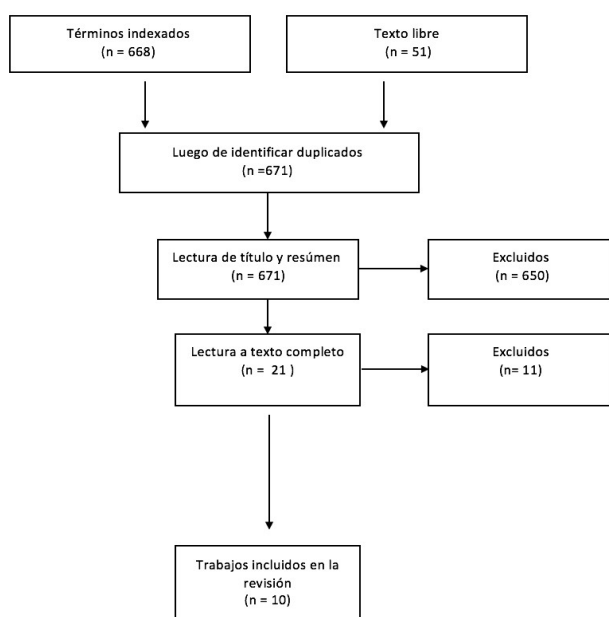 Términos indexados
(n = 668)
Texto libre
(n = 51)
Luego de identificar duplicados
(n =671)
Lectura de título y resúmen
(n = 671)
Excluidos
(n = 650)
Lectura a texto completo
(n =  21 )
Excluidos
(n= 11)
Trabajos incluidos en la
revisión
(n = 10)